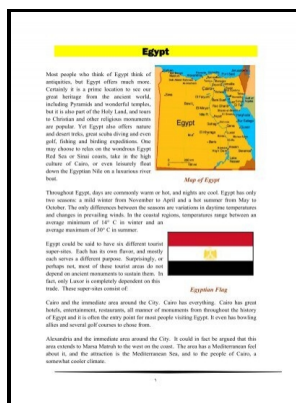 Egypt
Most people who think of Egypt think of
antiquities, but Egypt offers much more.
Certainly it is a prime location to see our
great heritage from the ancient world,
including Pyramids and wonderful temples,
but it is also part of the Holy Land, and tours
to Christian and other religious monuments
are popular. Yet Egypt also offers nature
and desert treks, great scuba diving and even
golf, fishing and birding expeditions. One
may choose to relax on the wondrous Egypt
Red Sea or Sinai coasts, take in the high
culture of Cairo, or even leisurely float
down the Egyptian Nile on a luxurious river
boat.
Egypt
Map of Egypt
Throughout Egypt, days are commonly warm or hot, and nights are cool. Egypt has only
two seasons: a mild winter from November to April and a hot summer from May to
October. The only differences between the seasons are variations in daytime temperatures
and changes in prevailing winds. In the coastal regions, temperatures range between an
average minimum of 14° C in winter and an
average maximum of 30° C in summer.
Egypt could be said to have six different tourist
super-sites. Each has its own flavor, and mostly
each serves a different purpose. Surprisingly, or
perhaps not, most of these tourist areas do not
depend on ancient monuments to sustain them. In
fact, only Luxor is completely dependent on this
trade. These super-sites consist of:
Egyptian Flag
Cairo and the immediate area around the City. Cairo has everything. Cairo has great
hotels, entertainment, restaurants, all manner of monuments from throughout the history
of Egypt and it is often the entry point for most people visiting Egypt. It even has bowling
allies and several golf courses to chose from.
Alexandria and the immediate area around the City. It could in fact be argued that this
area extends to Marsa Matruh to the west on the coast. The area has a Mediterranean feel
about it, and the attraction is the Mediterranean Sea, and to the people of Cairo, a
somewhat cooler climate.